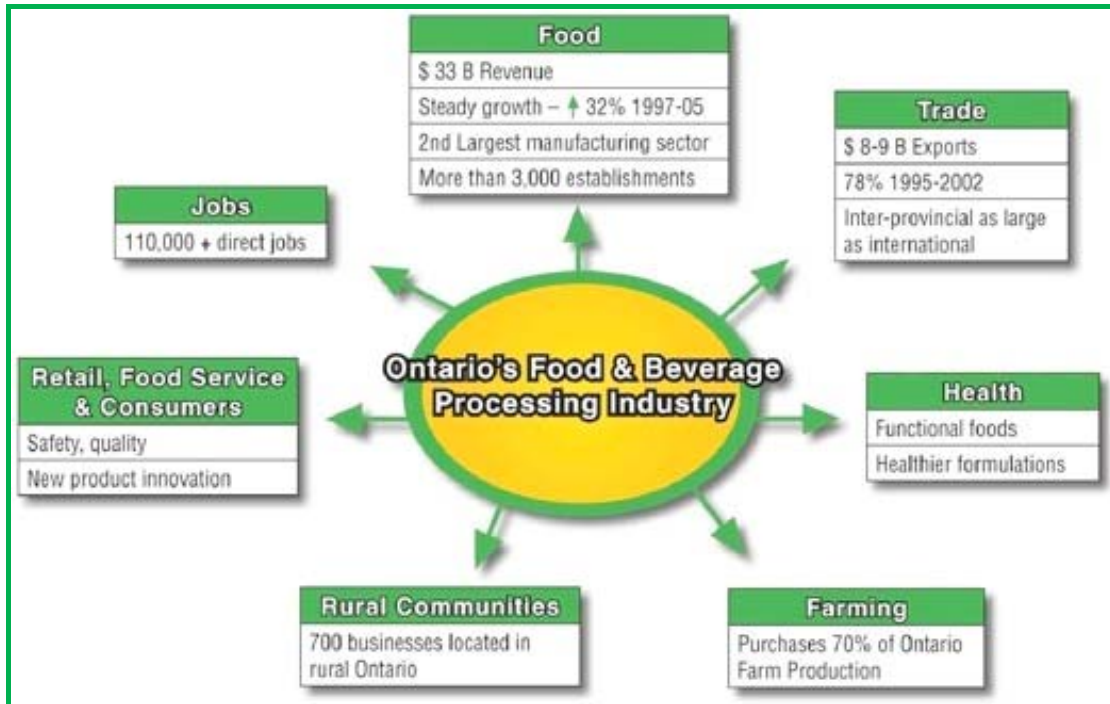 Food
$ 33 B Revenue
Steady growth – ↑ 32% 1997-05
2nd Largest manufacturing sector
More than 3,000 establishments
Trade
$ 8-9 B Exports
78% 1995-2002
Inter-provincial as large
as international
Jobs
110,000 + direct jobs
Ontario's Food & Beverage
Processing Industry
Retail, Food Service
& Consumers
Safety, quality
New product innovation
Health
Functional foods
Healthier formulations
Rural Communities
700 businesses located in
rural Ontario
Farming
Purchases 70% of Ontario
Farm Production